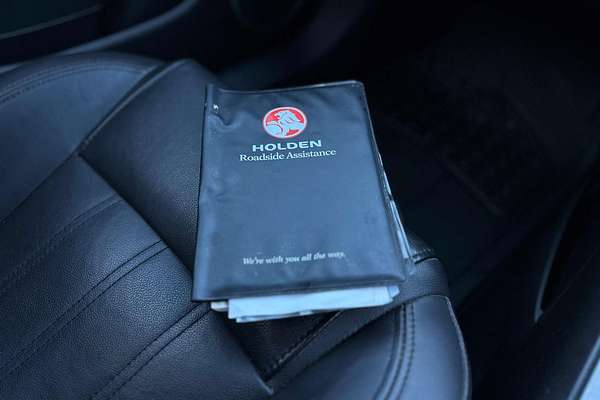 HOLDEN
Roadside Assistance
We're with you all the way.